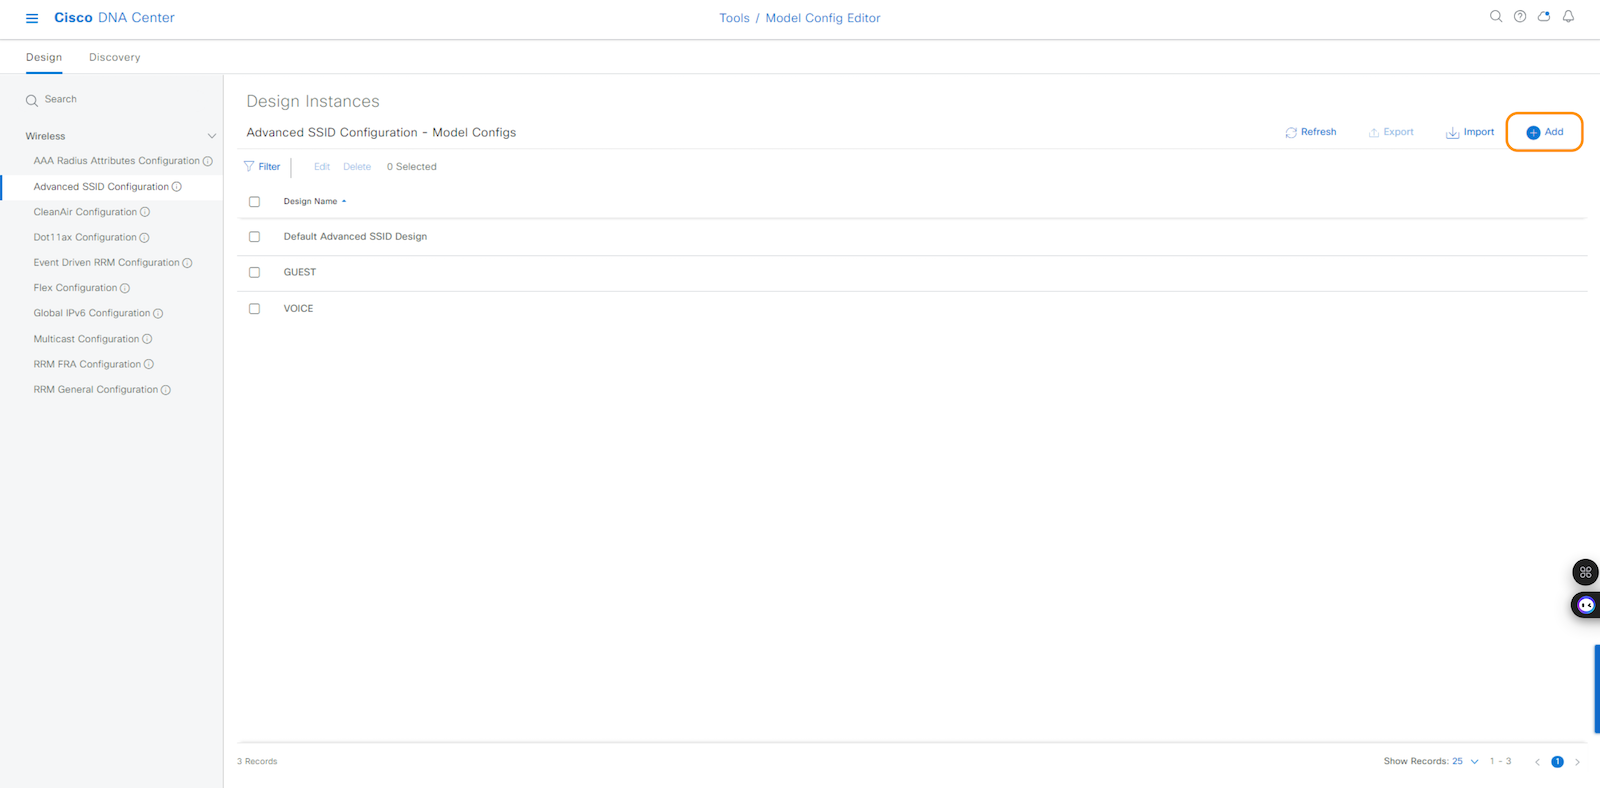 Cisco DNA Center
Tools / Model Config Editor
Design Discovery
Search
Wireless
AAA Radius Attributes Configuration
Advanced SSID Configuration
CleanAir Configuration
Dot11ax Configuration
Event Driven RRM Configuration
Flex Configuration
Global IPv6 Configuration
Multicast Configuration
RRM FRA Configuration
RRM General Configuration
Design Instances
Advanced SSID Configuration - Model Configs
Refresh Export Import Add
Filter Edit Delete 0 Selected
Design Name
Default Advanced SSID Design
GUEST
VOICE
3 Records
Show Records: 25 1 - 3 1